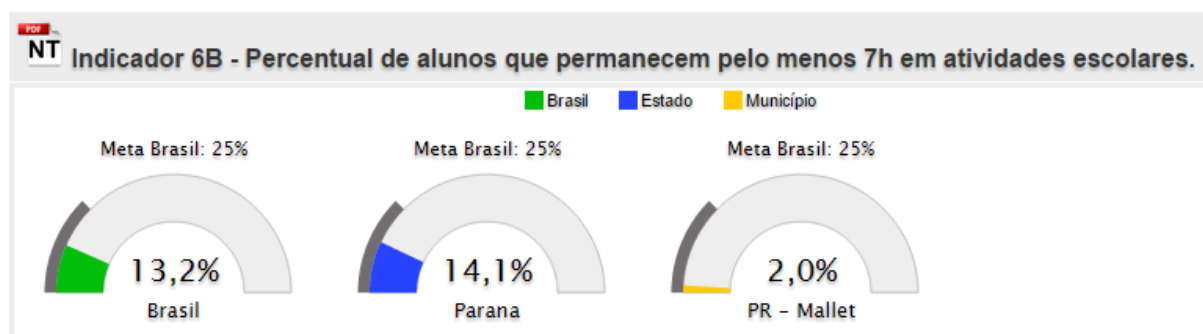 PDF
NT
Indicador 6B - Percentual de alunos que permanecem pelo menos 7h em atividades escolares.
Brasil Estado Município
Meta Brasil: 25% Meta Brasil: 25% Meta Brasil: 25%
13,2% 14,1% 2,0%
Brasil Parana PR - Mallet